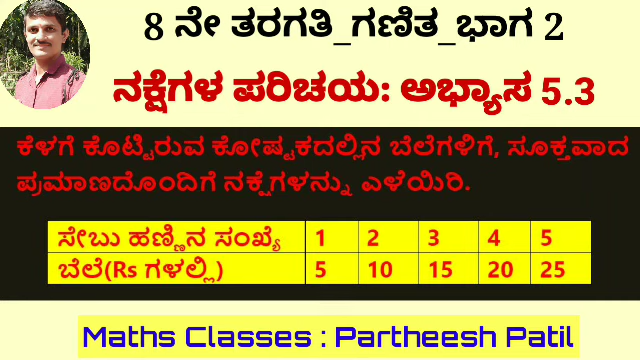 8 ನೇ ತರಗತಿ_ಗಣಿತ_ಭಾಗ 2
ನಕ್ಷೆಗಳ ಪರಿಚಯ: ಅಭ್ಯಾಸ 5.3
ಕೆಳಗೆ ಕೊಟ್ಟಿರುವ ಕೋಷ್ಟಕದಲ್ಲಿನ ಬೆಲೆಗಳಿಗೆ, ಸೂಕ್ತವಾದ
ಪ್ರಮಾಣದೊಂದಿಗೆ ನಕ್ಷೆಗಳನ್ನು ಎಳೆಯಿರಿ.
ಸೇಬು ಹಣ್ಣಿನ ಸಂಖ್ಯೆ 1 2 3 4 5
ಬೆಲೆ(Rs ಗಳಲ್ಲಿ) 5 10 15 20 25
Maths Classes : Partheesh Patil